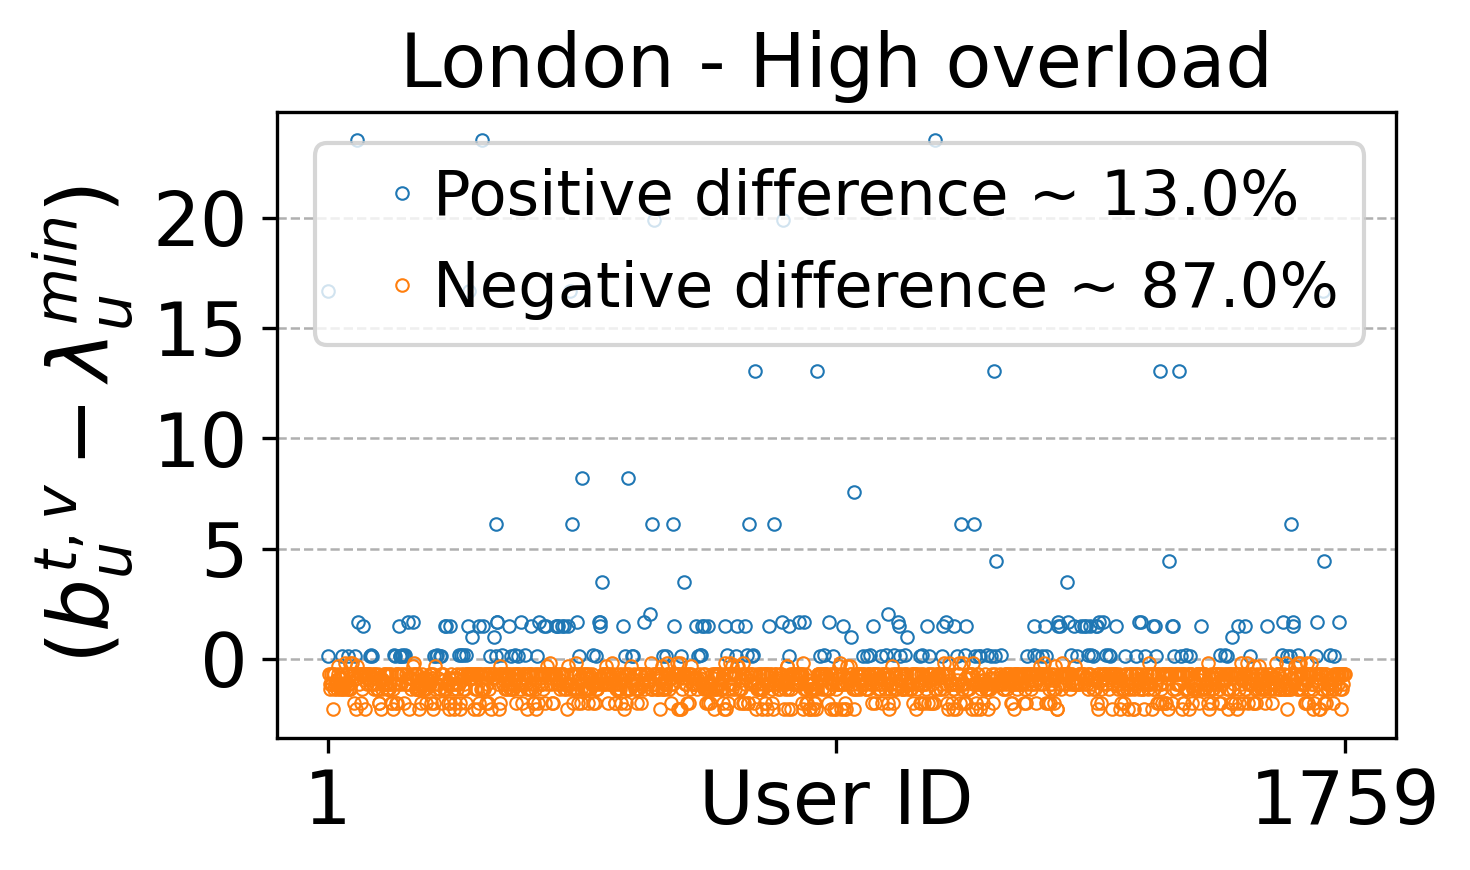 London - High overload
Positive difference ~ 13.0%
Negative difference ~ 87.0%
(b_u^{t,v} − λ_u^{min})
20
15
10
5
0
1
User ID
1759